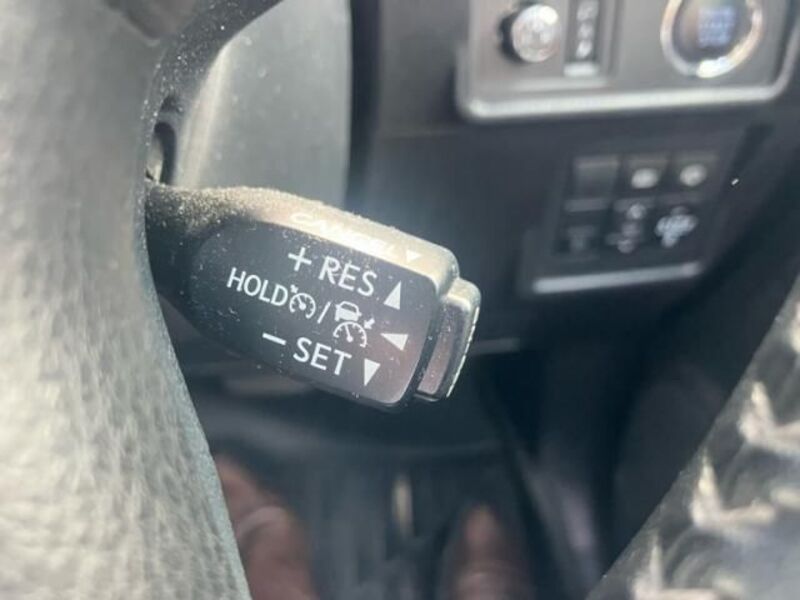 CANCEL
+ RES
HOLD /
− SET